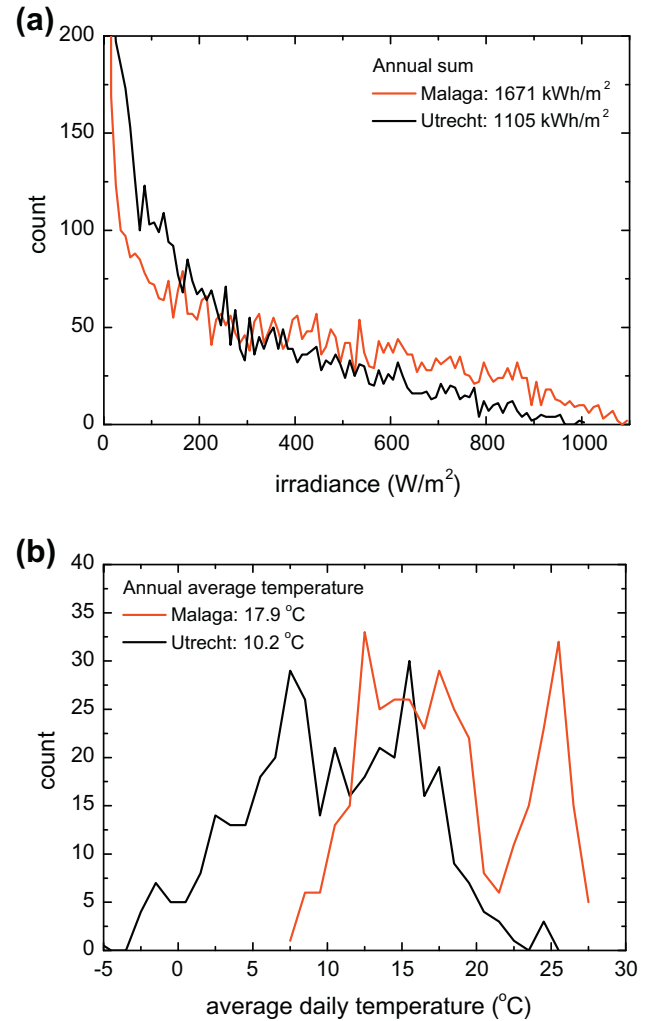 (a)
200
150
100
50
0
count
Annual sum
Malaga: 1671 kWh/m²
Utrecht: 1105 kWh/m²
0 200 400 600 800 1000
irradiance (W/m²)
(b)
40
35
30
25
20
15
10
5
0
count
Annual average temperature
Malaga: 17.9 °C
Utrecht: 10.2 °C
-5 0 5 10 15 20 25 30
average daily temperature (°C)